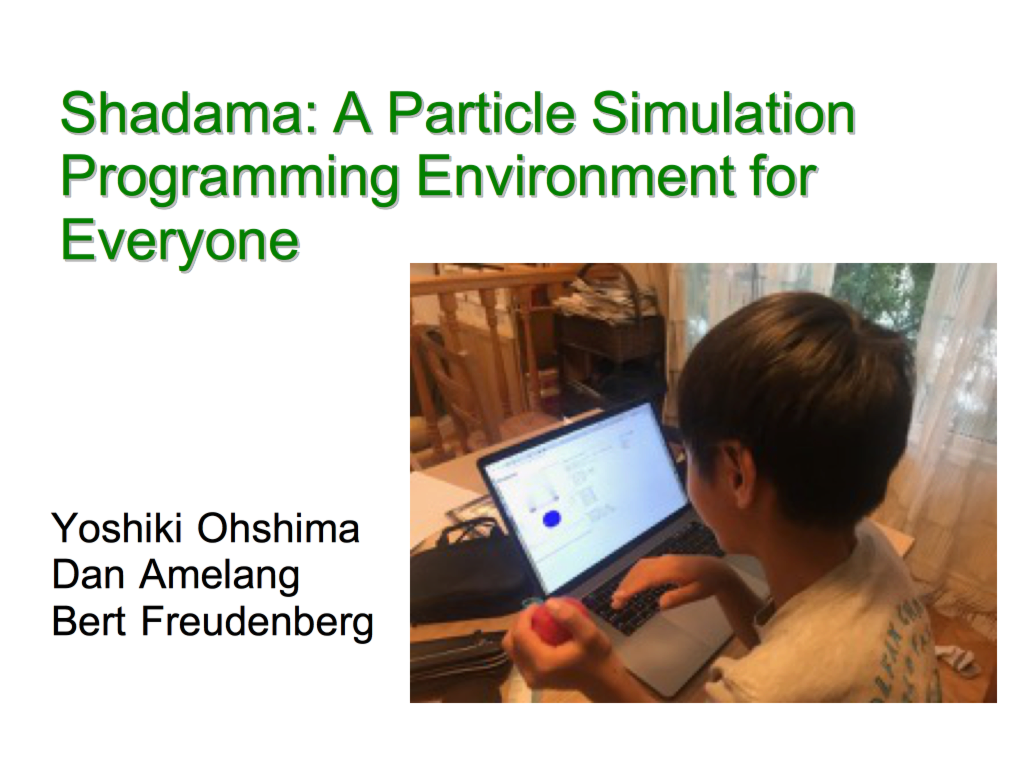 Shadama: A Particle Simulation
Programming Environment for
Everyone
Yoshiki Ohshima
Dan Amelang
Bert Freudenberg